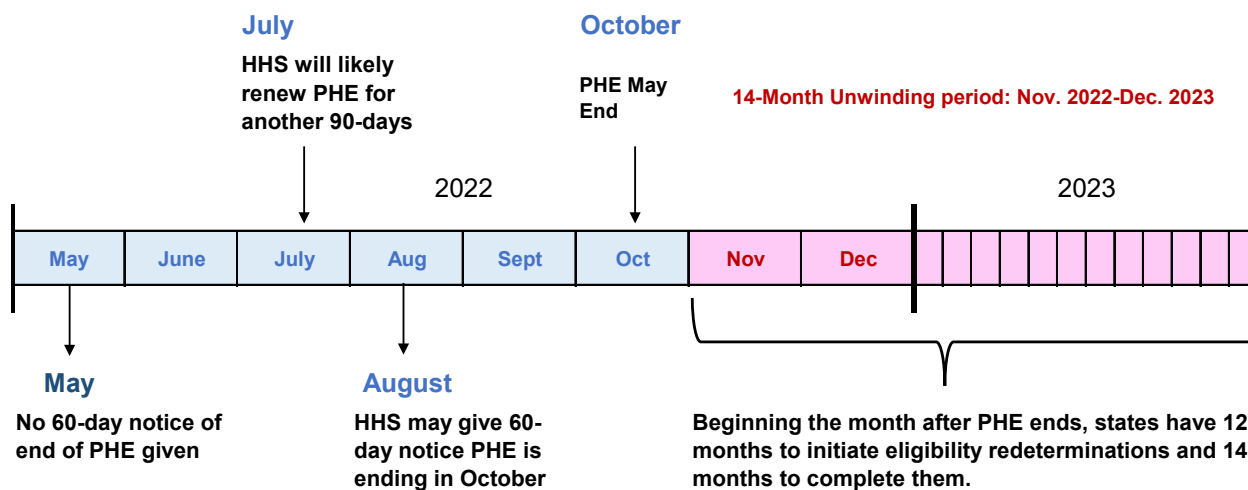 July
HHS will likely
renew PHE for
another 90-days
October
PHE May
End
14-Month Unwinding period: Nov. 2022-Dec. 2023
2022
2023
May
June
July
Aug
Sept
Oct
Nov
Dec
May
No 60-day notice of
end of PHE given
August
HHS may give 60-
day notice PHE is
ending in October
Beginning the month after PHE ends, states have 12
months to initiate eligibility redeterminations and 14
months to complete them.